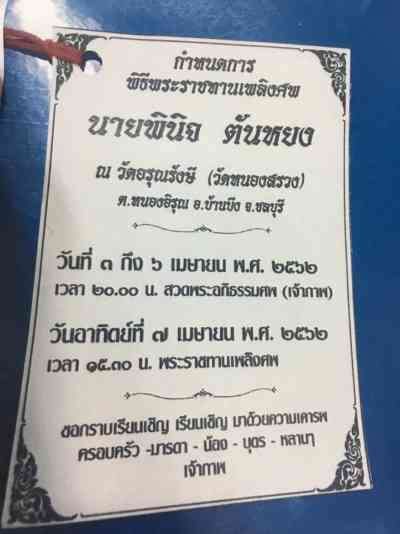 กำหนดการ
พิธีพระราชทานเพลิงศพ
นายพินิจ ตันหยง
ณ วัดอรุณรังษี (วัดหนองสรวง)
ต.หนองอิรุณ อ.บ้านบึง จ.ชลบุรี
วันที่ ๓ ถึง ๖ เมษายน พ.ศ. ๒๕๖๒
เวลา ๒๐.๐๐ น. สวดพระอภิธรรมศพ (เจ้าภาพ)
วันอาทิตย์ที่ ๗ เมษายน พ.ศ. ๒๕๖๒
เวลา ๑๕.๓๐ น. พระราชทานเพลิงศพ
ขอกราบเรียนเชิญ เรียนเชิญ มาด้วยความเคารพ
ครอบครัว -มารดา - น้อง - บุตร - หลานๆ
เจ้าภาพ